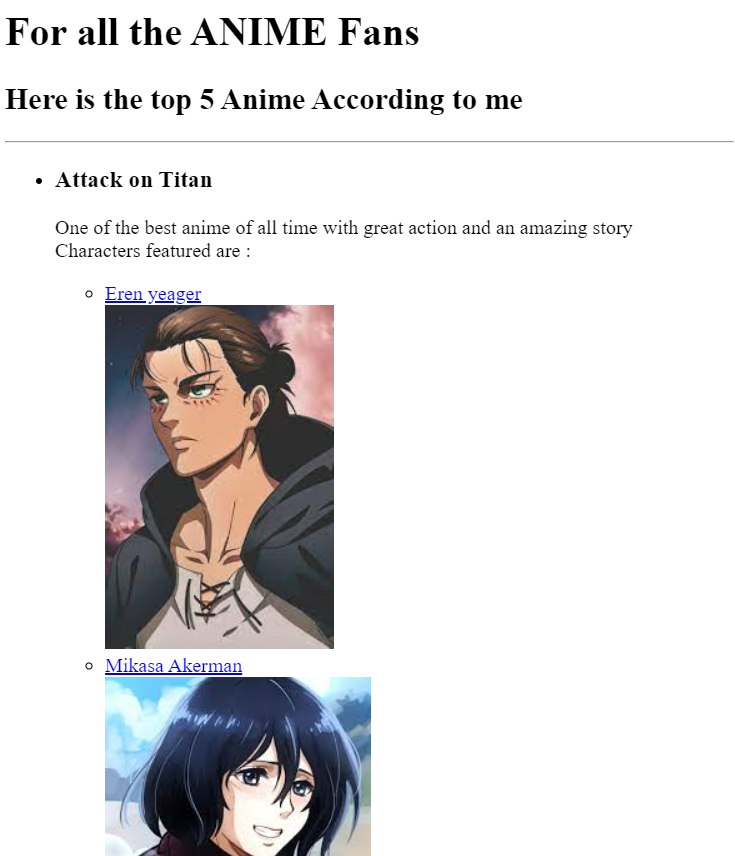 For all the ANIME Fans
Here is the top 5 Anime According to me
Attack on Titan
One of the best anime of all time with great action and an amazing story
Characters featured are :
Eren yeager
Mikasa Akerman